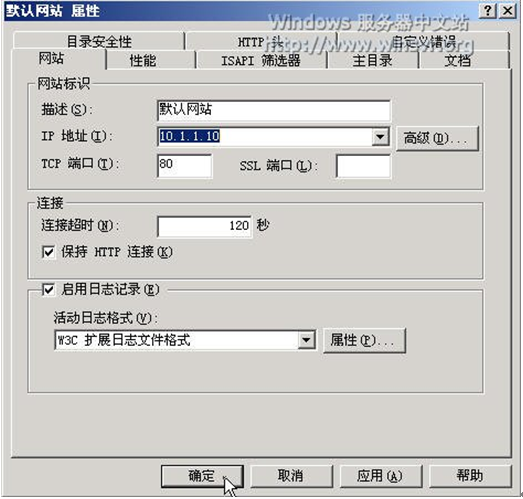 默认网站 属性
Windows 服务器中文站
目录安全性 HTTP 头 自定义错误
网站 性能 ISAPI 筛选器 主目录 文档
网站标识
描述(S): 默认网站
IP 地址(I): 10.1.1.10 高级(D)...
TCP 端口(T): 80 SSL 端口(L):
连接
连接超时(N): 120 秒
保持 HTTP 连接(K)
启用日志记录(E)
活动日志格式(V):
W3C 扩展日志文件格式 属性(P)...
确定 取消 应用(A) 帮助